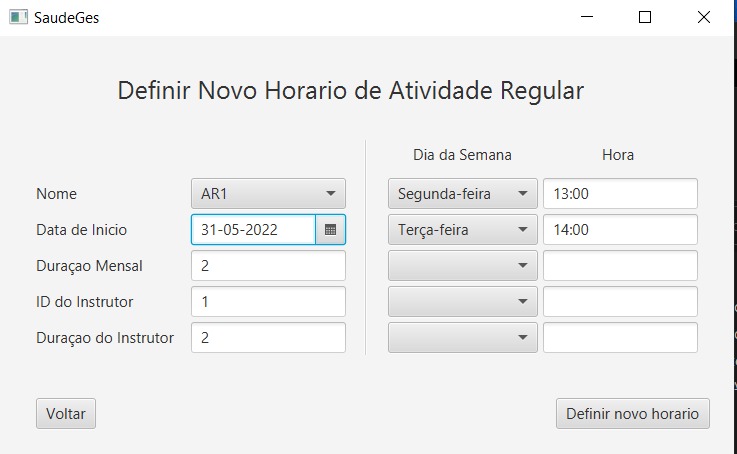 SaudeGes
Definir Novo Horario de Atividade Regular
Dia da Semana Hora
Nome AR1 Segunda-feira 13:00
Data de Inicio 31-05-2022 Terça-feira 14:00
Duraçao Mensal 2
ID do Instrutor 1
Duraçao do Instrutor 2
Voltar Definir novo horario